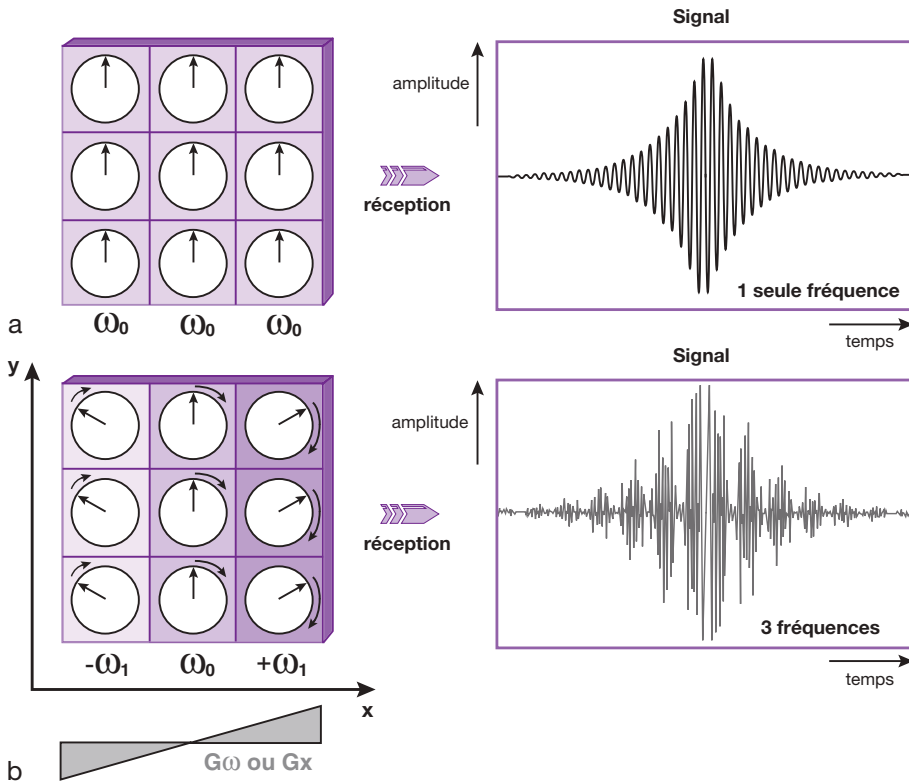 Signal
amplitude
réception
1 seule fréquence
temps
a
ω₀ ω₀ ω₀
Signal
y
amplitude
réception
3 fréquences
temps
-ω₁ ω₀ +ω₁
x
Gω ou Gx
b